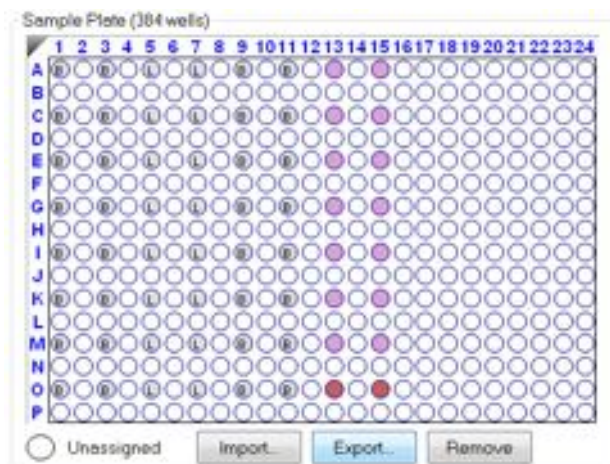 Sample Plate (384 wells)
1 2 3 4 5 6 7 8 9 10 11 12 13 14 15 16 17 18 19 20 21 22 23 24
A B B L L B B
B
C B B L L B B
D
E B B L L B B
F
G B B L L B B
H
I B B L L B B
J
K B B L L B B
L
M B B L L B B
N
O B B L L B B
P
Unassigned Import... Export... Remove